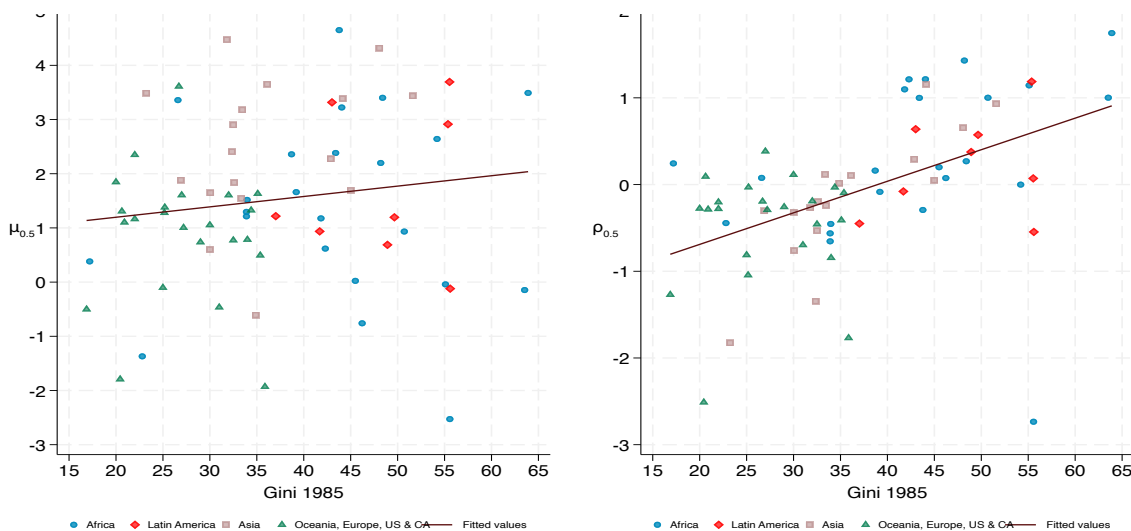 5
4
3
2
μ0.5
1
0
-1
-2
-3
15 20 25 30 35 40 45 50 55 60 65
Gini 1985
Africa Latin America Asia Oceania, Europe, US & CA Fitted values
2
1
0
ρ0.5
-1
-2
-3
15 20 25 30 35 40 45 50 55 60 65
Gini 1985
Africa Latin America Asia Oceania, Europe, US & CA Fitted values